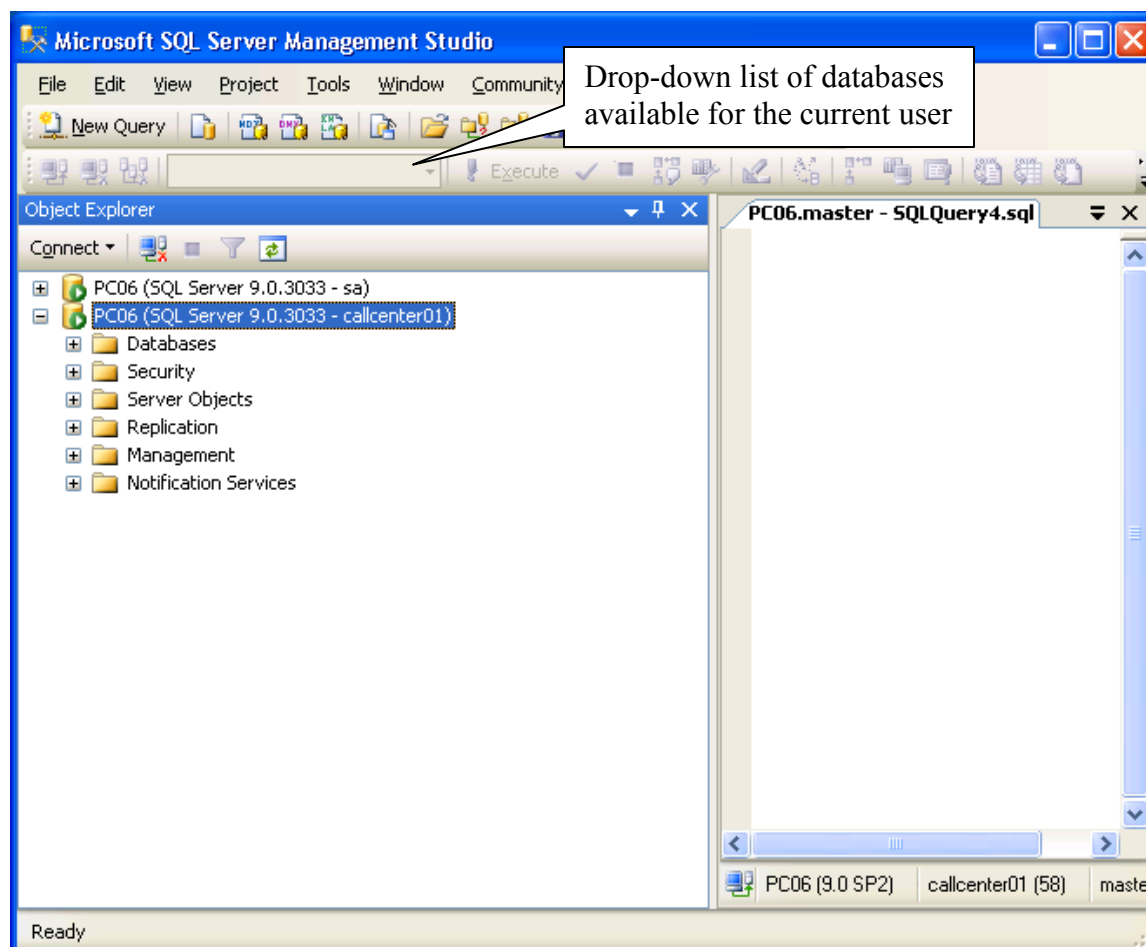 Microsoft SQL Server Management Studio
File Edit View Project Tools Window Community
Drop-down list of databases
available for the current user
New Query
Execute
Object Explorer
PC06.master - SQLQuery4.sql
Connect
PC06 (SQL Server 9.0.3033 - sa)
PC06 (SQL Server 9.0.3033 - callcenter01)
Databases
Security
Server Objects
Replication
Management
Notification Services
PC06 (9.0 SP2) callcenter01 (58) maste
Ready